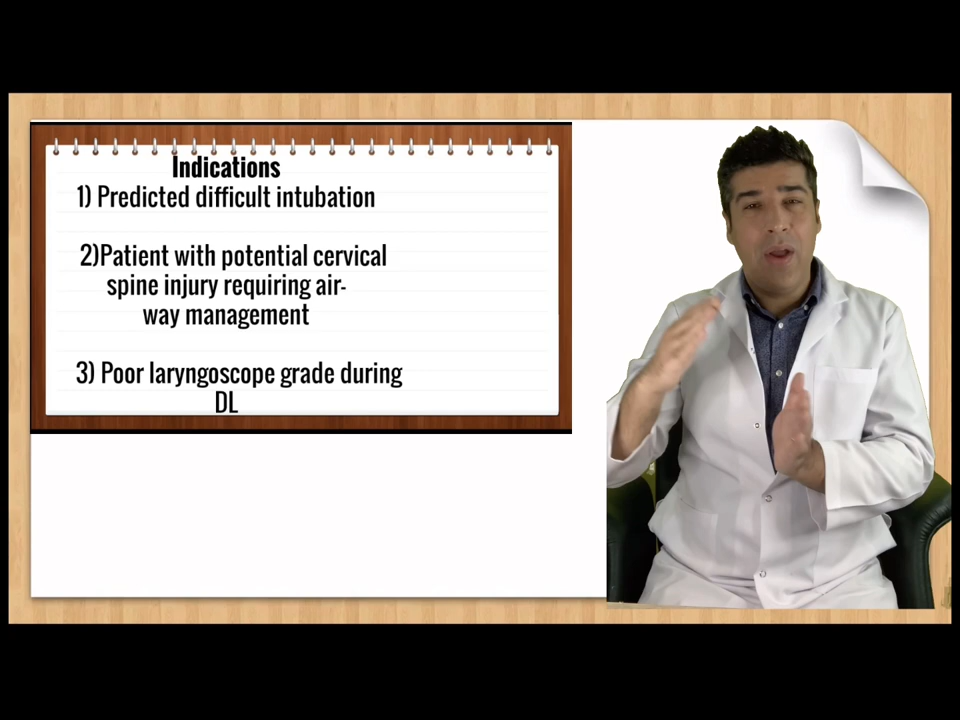 Indications
1) Predicted difficult intubation
2)Patient with potential cervical
spine injury requiring air-
way management
3) Poor laryngoscope grade during
DL